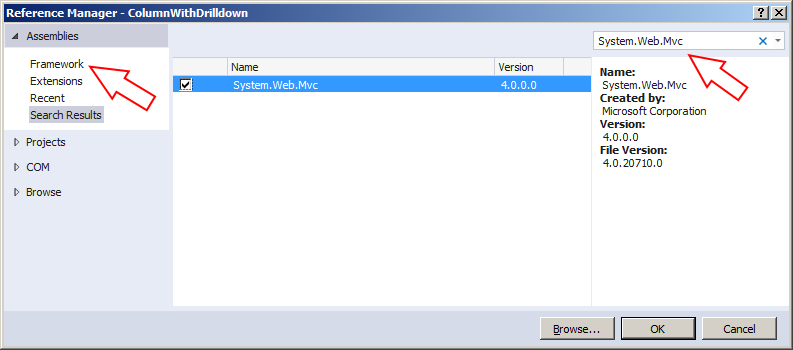 Reference Manager - ColumnWithDrilldown
Assemblies
Framework
Extensions
Recent
Search Results
Projects
COM
Browse
System.Web.Mvc
Name Version
System.Web.Mvc 4.0.0.0
Name:
System.Web.Mvc
Created by:
Microsoft Corporation
Version:
4.0.0.0
File Version:
4.0.20710.0
Browse... OK Cancel